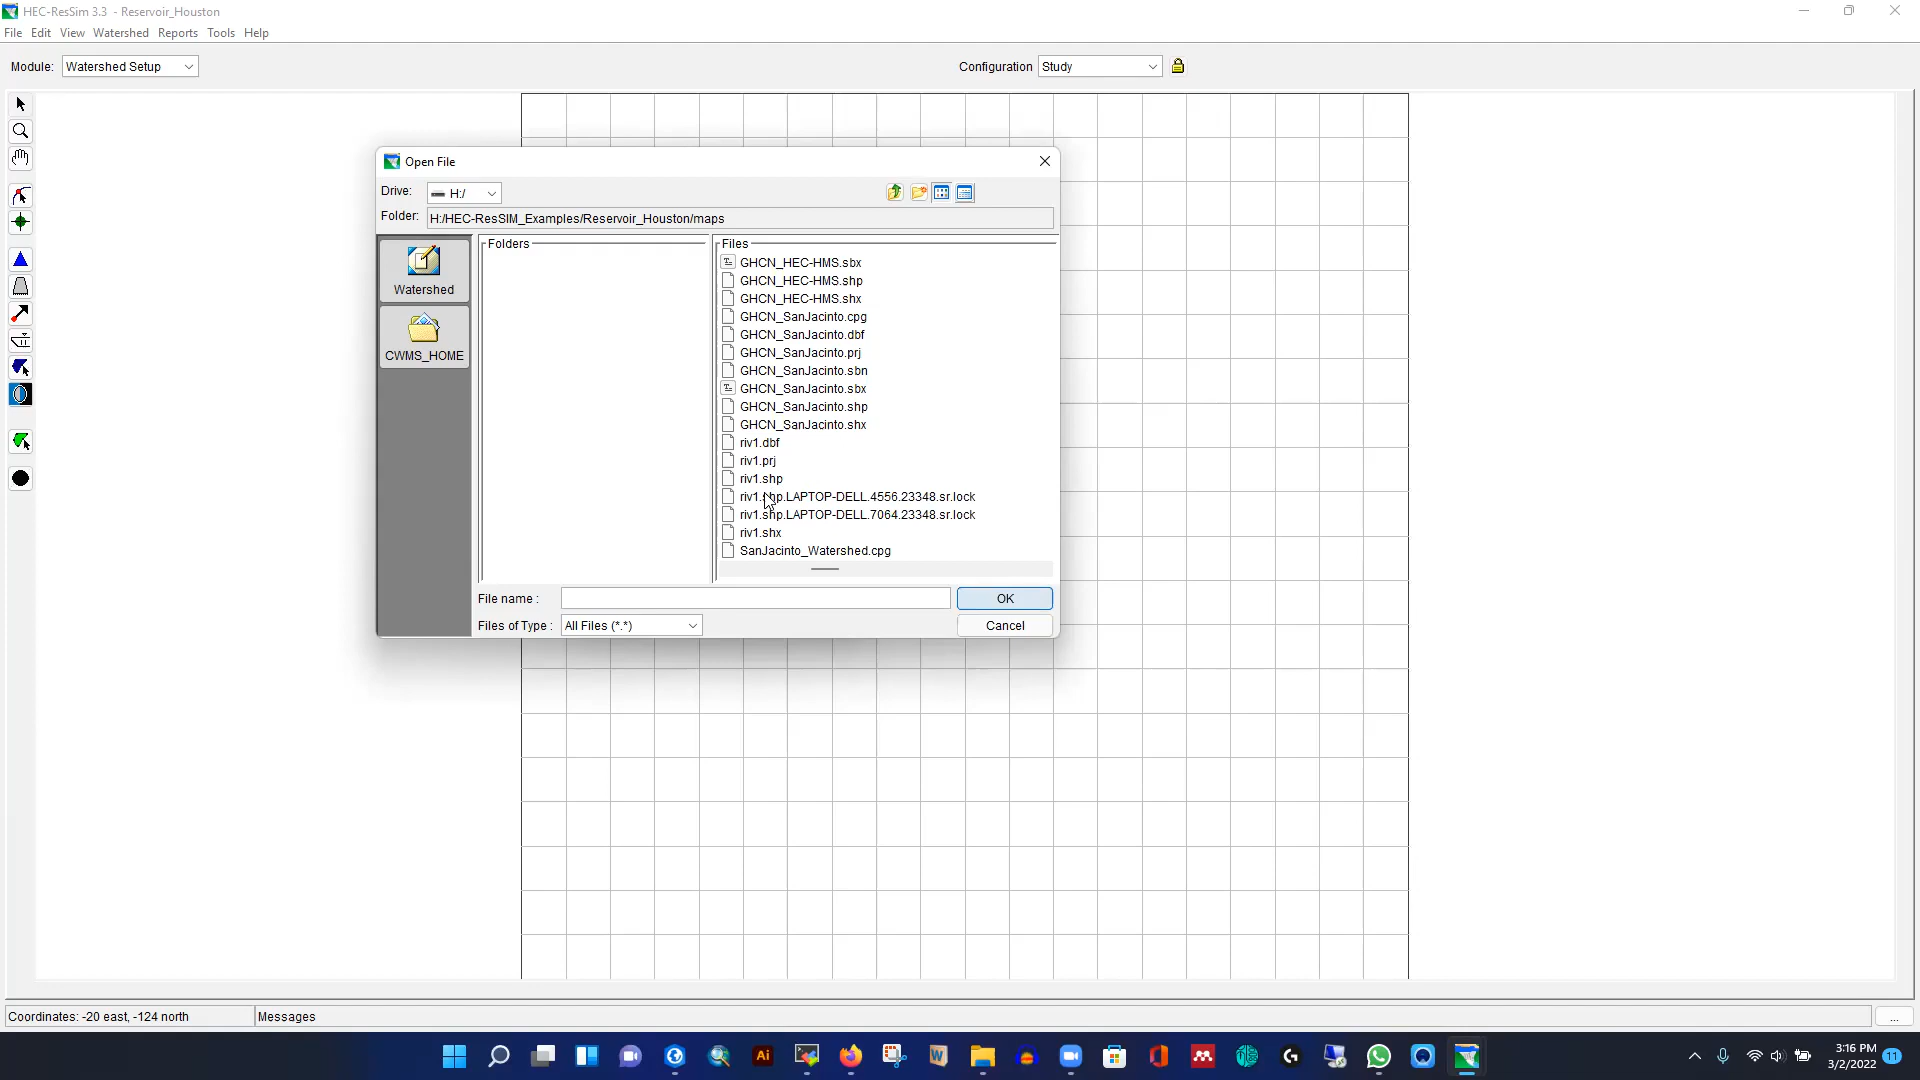 HEC-ResSim 3.3 - Reservoir_Houston
File Edit View Watershed Reports Tools Help
Module: Watershed Setup
Configuration Study
Open File
Drive: H:/
Folder: H:/HEC-ResSIM_Examples/Reservoir_Houston/maps
Watershed
CWMS_HOME
Folders
Files
GHCN_HEC-HMS.sbx
GHCN_HEC-HMS.shp
GHCN_HEC-HMS.shx
GHCN_SanJacinto.cpg
GHCN_SanJacinto.dbf
GHCN_SanJacinto.prj
GHCN_SanJacinto.sbn
GHCN_SanJacinto.sbx
GHCN_SanJacinto.shp
GHCN_SanJacinto.shx
riv1.dbf
riv1.prj
riv1.shp
riv1.shp.LAPTOP-DELL.4556.23348.sr.lock
riv1.shp.LAPTOP-DELL.7064.23348.sr.lock
riv1.shx
SanJacinto_Watershed.cpg
File name : OK
Files of Type : All Files (*.*) Cancel
Coordinates: -20 east, -124 north
Messages
...
Ai
W
3:16 PM
3/2/2022
11